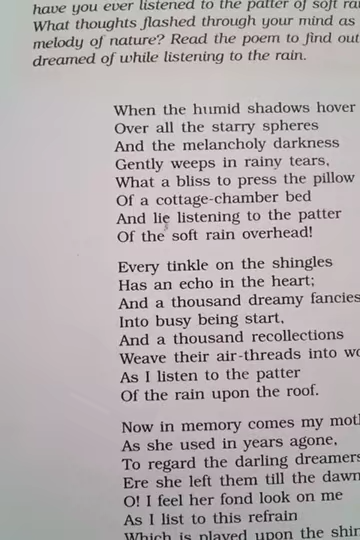 have you ever listened to the patter of soft
What thoughts flashed through your mind as
melody of nature? Read the poem to find out
dreamed of while listening to the rain.
When the humid shadows hover
Over all the starry spheres
And the melancholy darkness
Gently weeps in rainy tears,
What a bliss to press the pillow
Of a cottage-chamber bed
And lie listening to the patter
Of the soft rain overhead!
Every tinkle on the shingles
Has an echo in the heart;
And a thousand dreamy fancies
Into busy being start,
And a thousand recollections
Weave their air-threads into
As I listen to the patter
Of the rain upon the roof.
Now in memory comes my
As she used in years agone,
To regard the darling dreamers
Ere she left them till the dawn
O! I feel her fond look on me
As I list to this refrain
Which is played upon the